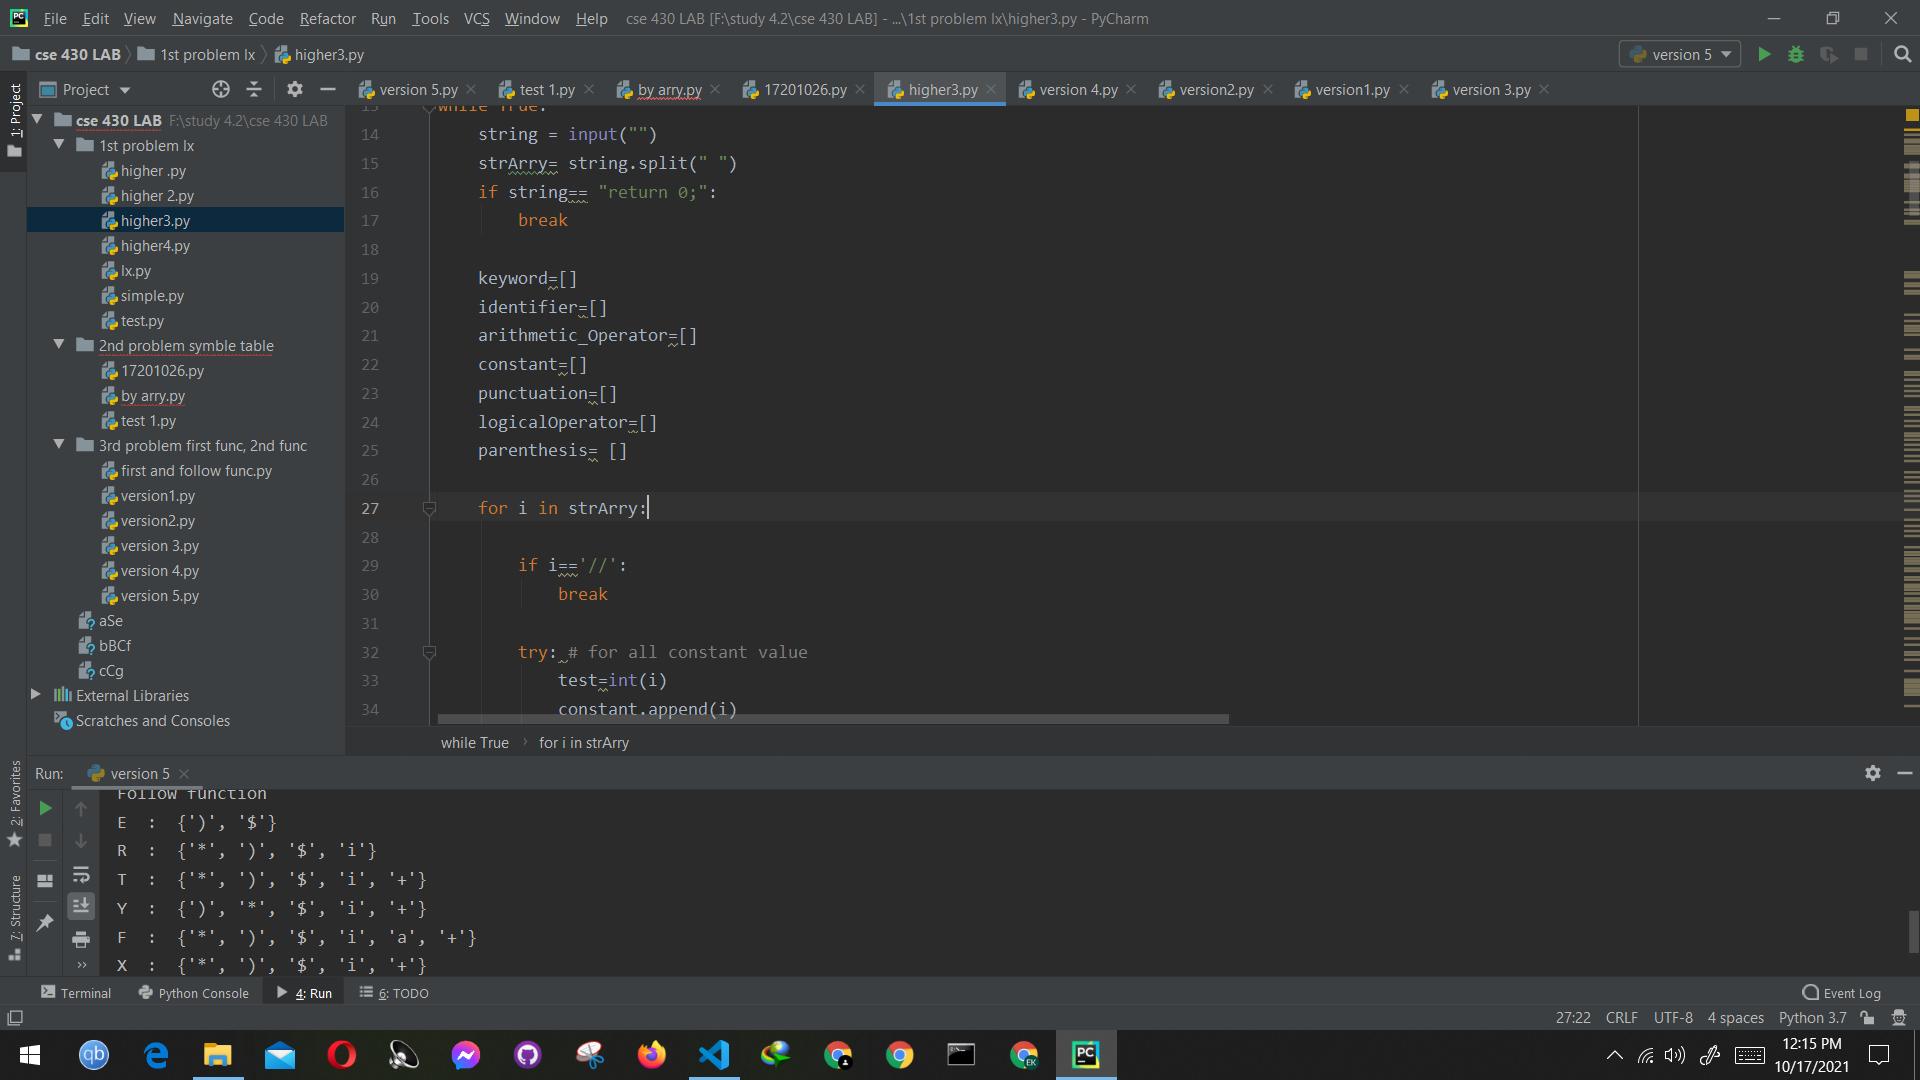 File Edit View Navigate Code Refactor Run Tools VCS Window Help cse 430 LAB [F:\study 4.2\cse 430 LAB] - ...\1st problem lx\higher3.py - PyCharm
cse 430 LAB 1st problem lx higher3.py version 5
Project version 5.py test 1.py by arry.py 17201026.py higher3.py version 4.py version2.py version1.py version 3.py
1: Project
cse 430 LAB F:\study 4.2\cse 430 LAB
1st problem lx
higher .py
higher 2.py
higher3.py
higher4.py
lx.py
simple.py
test.py
2nd problem symble table
17201026.py
by arry.py
test 1.py
3rd problem first func, 2nd func
first and follow func.py
version1.py
version2.py
version 3.py
version 4.py
version 5.py
aSe
bBCf
cCg
External Libraries
Scratches and Consoles
13 while True:
14 string = input("")
15 strArry= string.split(" ")
16 if string== "return 0;":
17 break
18
19 keyword=[]
20 identifier=[]
21 arithmetic_Operator=[]
22 constant=[]
23 punctuation=[]
24 logicalOperator=[]
25 parenthesis= []
26
27 for i in strArry:
28
29 if i=='//':
30 break
31
32 try: # for all constant value
33 test=int(i)
34 constant.append(i)
while True for i in strArry
Run: version 5
2: Favorites
7: Structure
Follow function
E : {')', '$'}
R : {'*', ')', '$', 'i'}
T : {'*', ')', '$', 'i', '+'}
Y : {')', '*', '$', 'i', '+'}
F : {'*', ')', '$', 'i', 'a', '+'}
X : {'*', ')', '$', 'i', '+'}
Terminal Python Console 4: Run 6: TODO Event Log
27:22 CRLF UTF-8 4 spaces Python 3.7
12:15 PM
10/17/2021